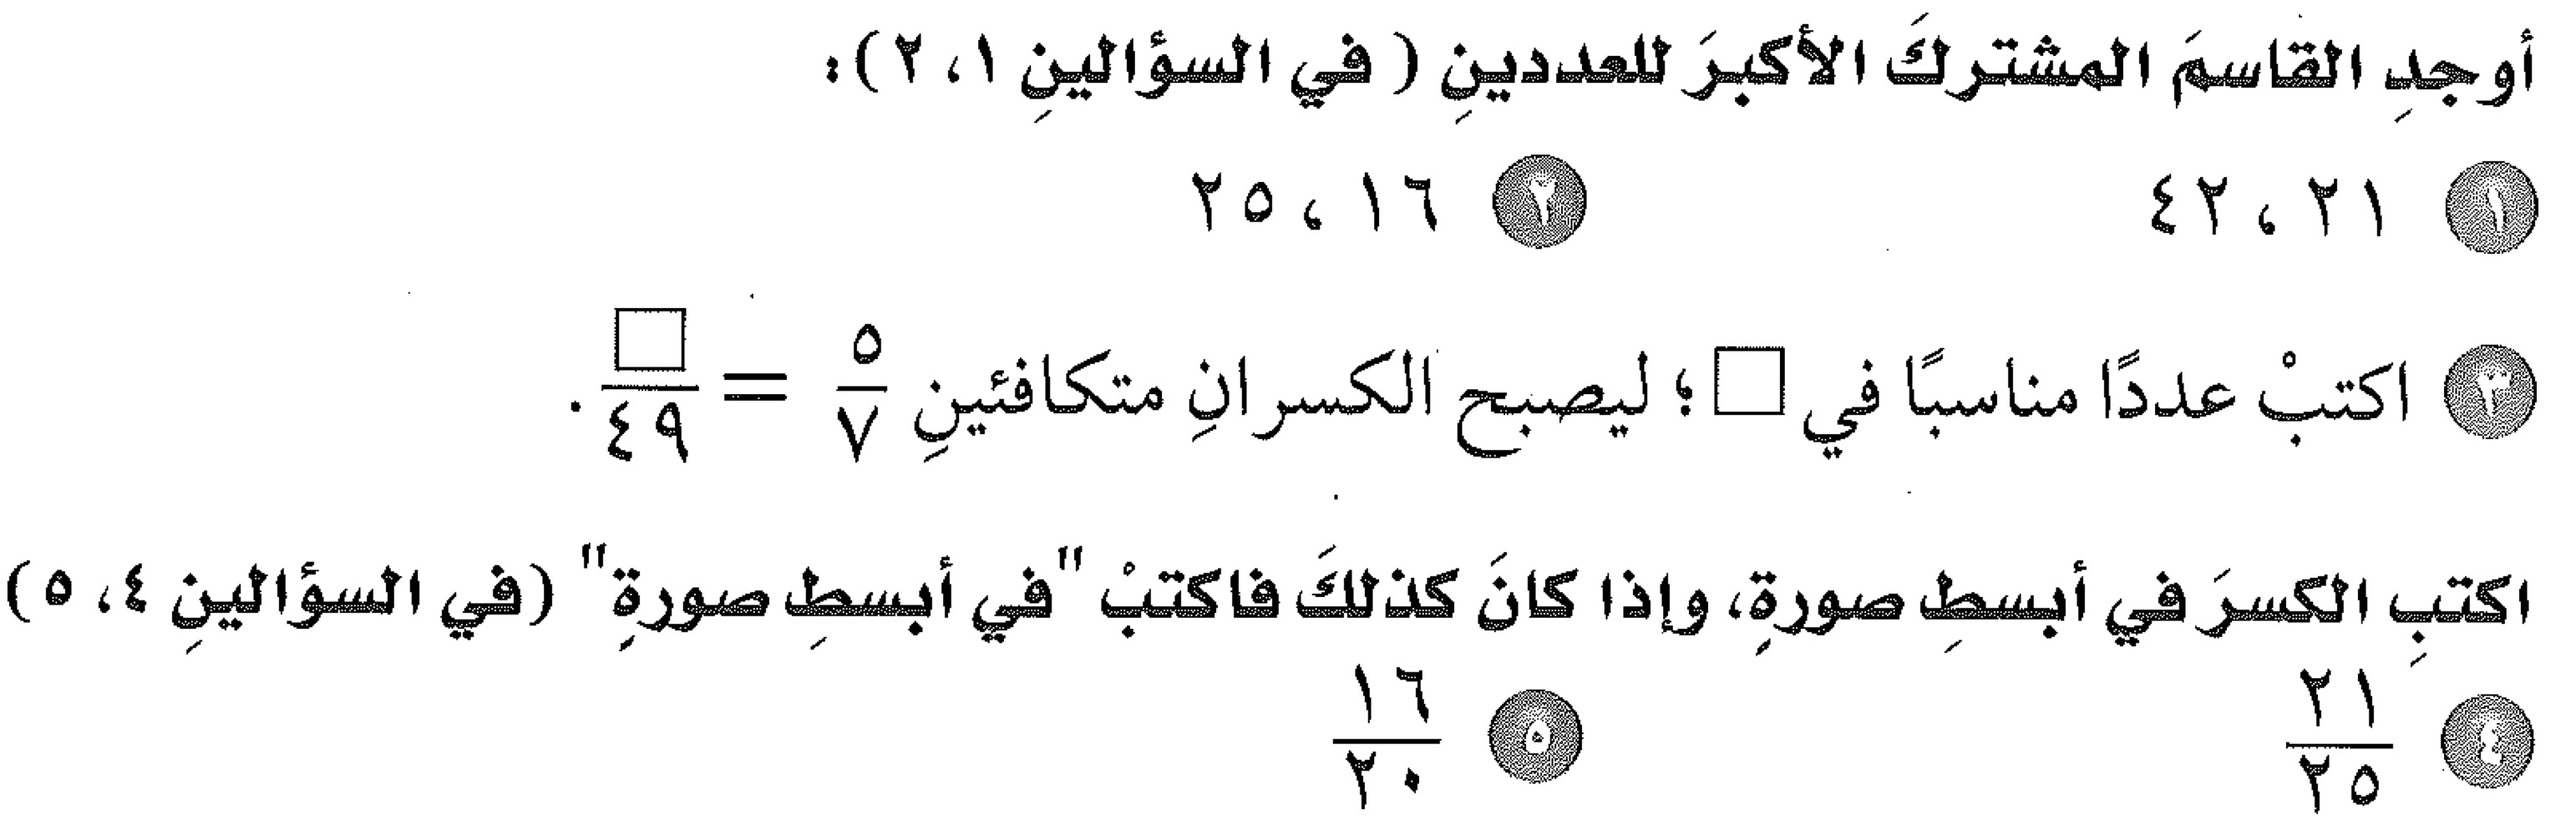 أوجدِ القاسمَ المشتركَ الأكبرَ للعددينِ ( في السؤالينِ ١، ٢ ) :
١ ٢١ ، ٤٢ ٢ ١٦ ، ٢٥
٣ اكتبْ عددًا مناسبًا في □ ؛ ليصبح الكسرانِ متكافئينِ ٥/٧ = □/٤٩ .
اكتبِ الكسرَ في أبسطِ صورةٍ، وإذا كانَ كذلكَ فاكتبْ "في أبسطِ صورةٍ" (في السؤالينِ ٤، ٥)
٤ ٢١/٢٥ ٥ ١٦/٢٠